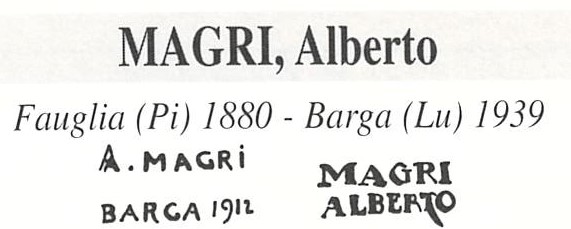 MAGRI, Alberto
Fauglia (Pi) 1880 - Barga (Lu) 1939
A. MAGRI
BARGA 1912
MAGRI
ALBERTO